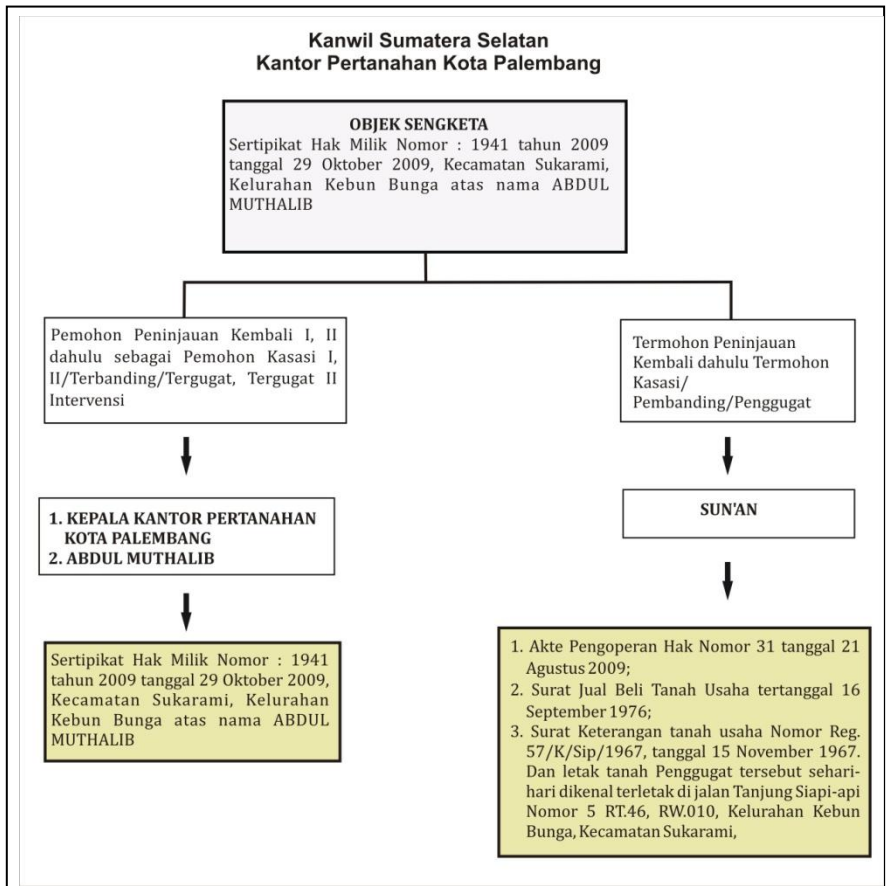 Kanwil Sumatera Selatan
Kantor Pertanahan Kota Palembang
OBJEK SENGKETA
Sertipikat Hak Milik Nomor : 1941 tahun 2009
tanggal 29 Oktober 2009, Kecamatan Sukarami,
Kelurahan Kebun Bunga atas nama ABDUL
MUTHALIB
Pemohon Peninjauan Kembali I, II
dahulu sebagai Pemohon Kasasi I,
II/Terbanding/Tergugat, Tergugat II
Intervensi
1. KEPALA KANTOR PERTANAHAN
KOTA PALEMBANG
2. ABDUL MUTHALIB
Sertipikat Hak Milik Nomor : 1941
tahun 2009 tanggal 29 Oktober 2009,
Kecamatan Sukarami, Kelurahan
Kebun Bunga atas nama ABDUL
MUTHALIB
Termohon Peninjauan
Kembali dahulu Termohon
Kasasi/
Pembanding/Penggugat
SUN'AN
1. Akte Pengoperan Hak Nomor 31 tanggal 21
Agustus 2009;
2. Surat Jual Beli Tanah Usaha tertanggal 16
September 1976;
3. Surat Keterangan tanah usaha Nomor Reg.
57/K/Sip/1967, tanggal 15 November 1967.
Dan letak tanah Penggugat tersebut sehari-
hari dikenal terletak di jalan Tanjung Siapi-api
Nomor 5 RT.46, RW.010, Kelurahan Kebun
Bunga, Kecamatan Sukarami,